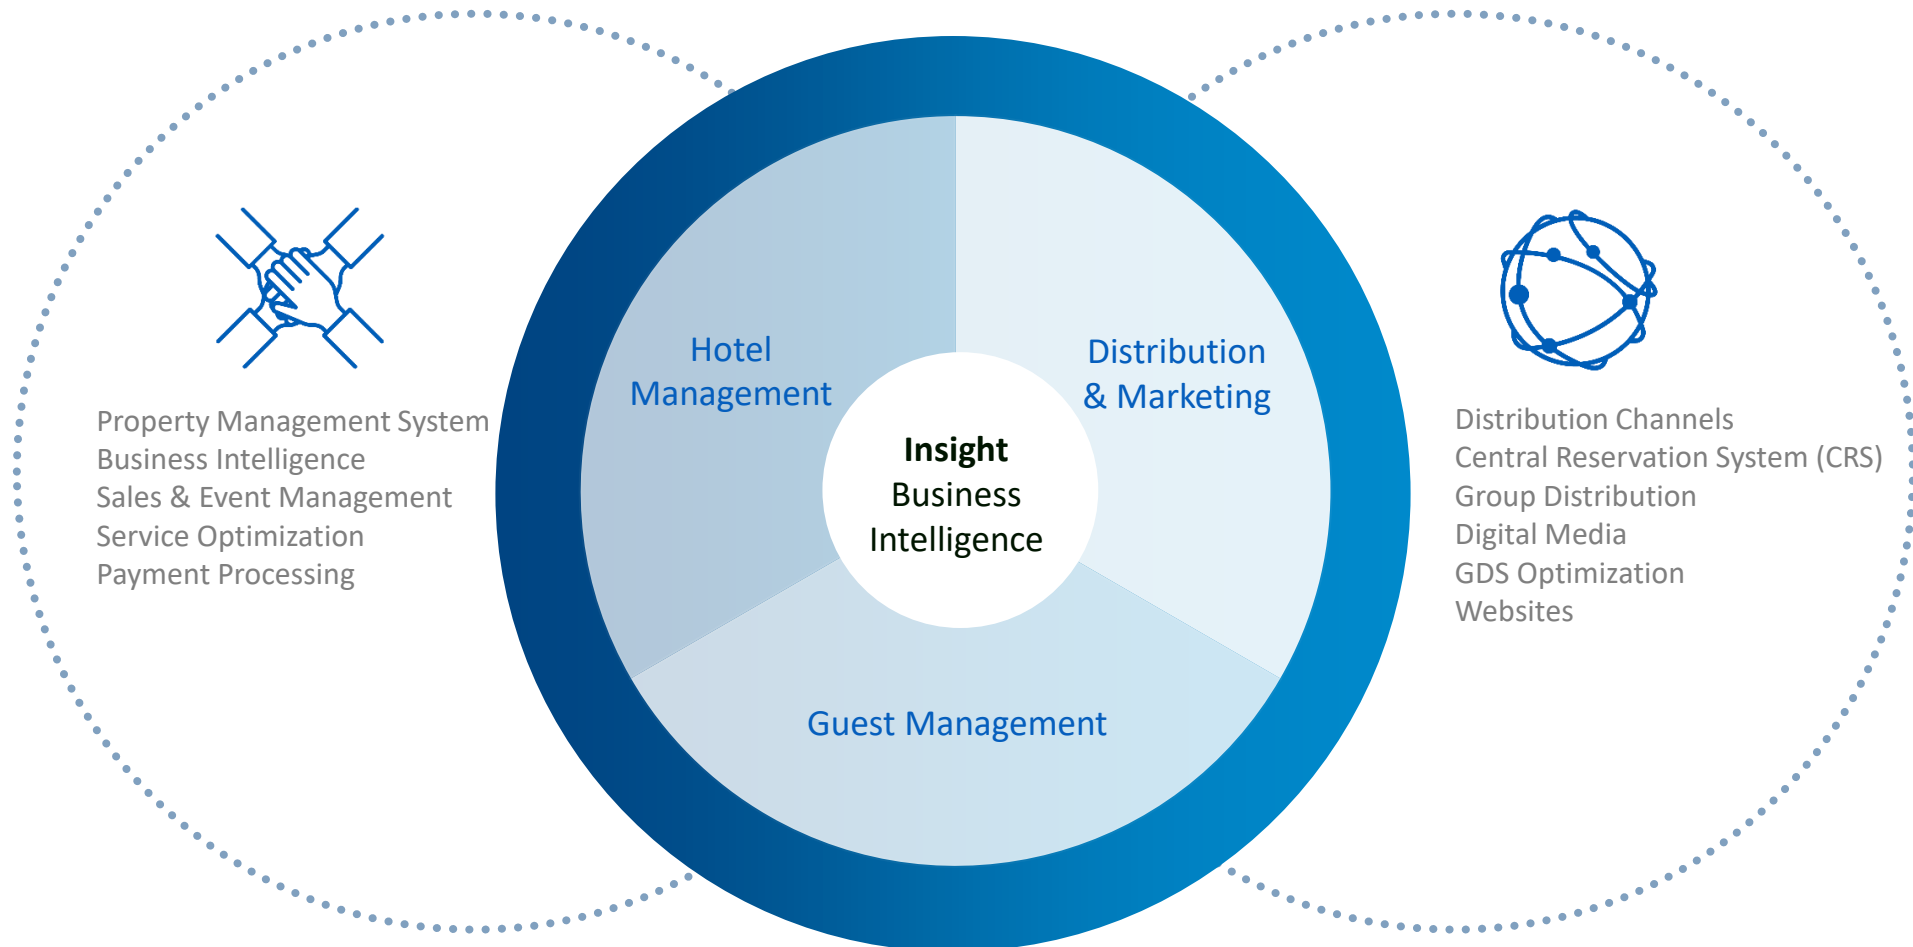 Property Management System
Business Intelligence
Sales & Event Management
Service Optimization
Payment Processing
Hotel
Management
Distribution
& Marketing
Insight
Business
Intelligence
Guest Management
Distribution Channels
Central Reservation System (CRS)
Group Distribution
Digital Media
GDS Optimization
Websites